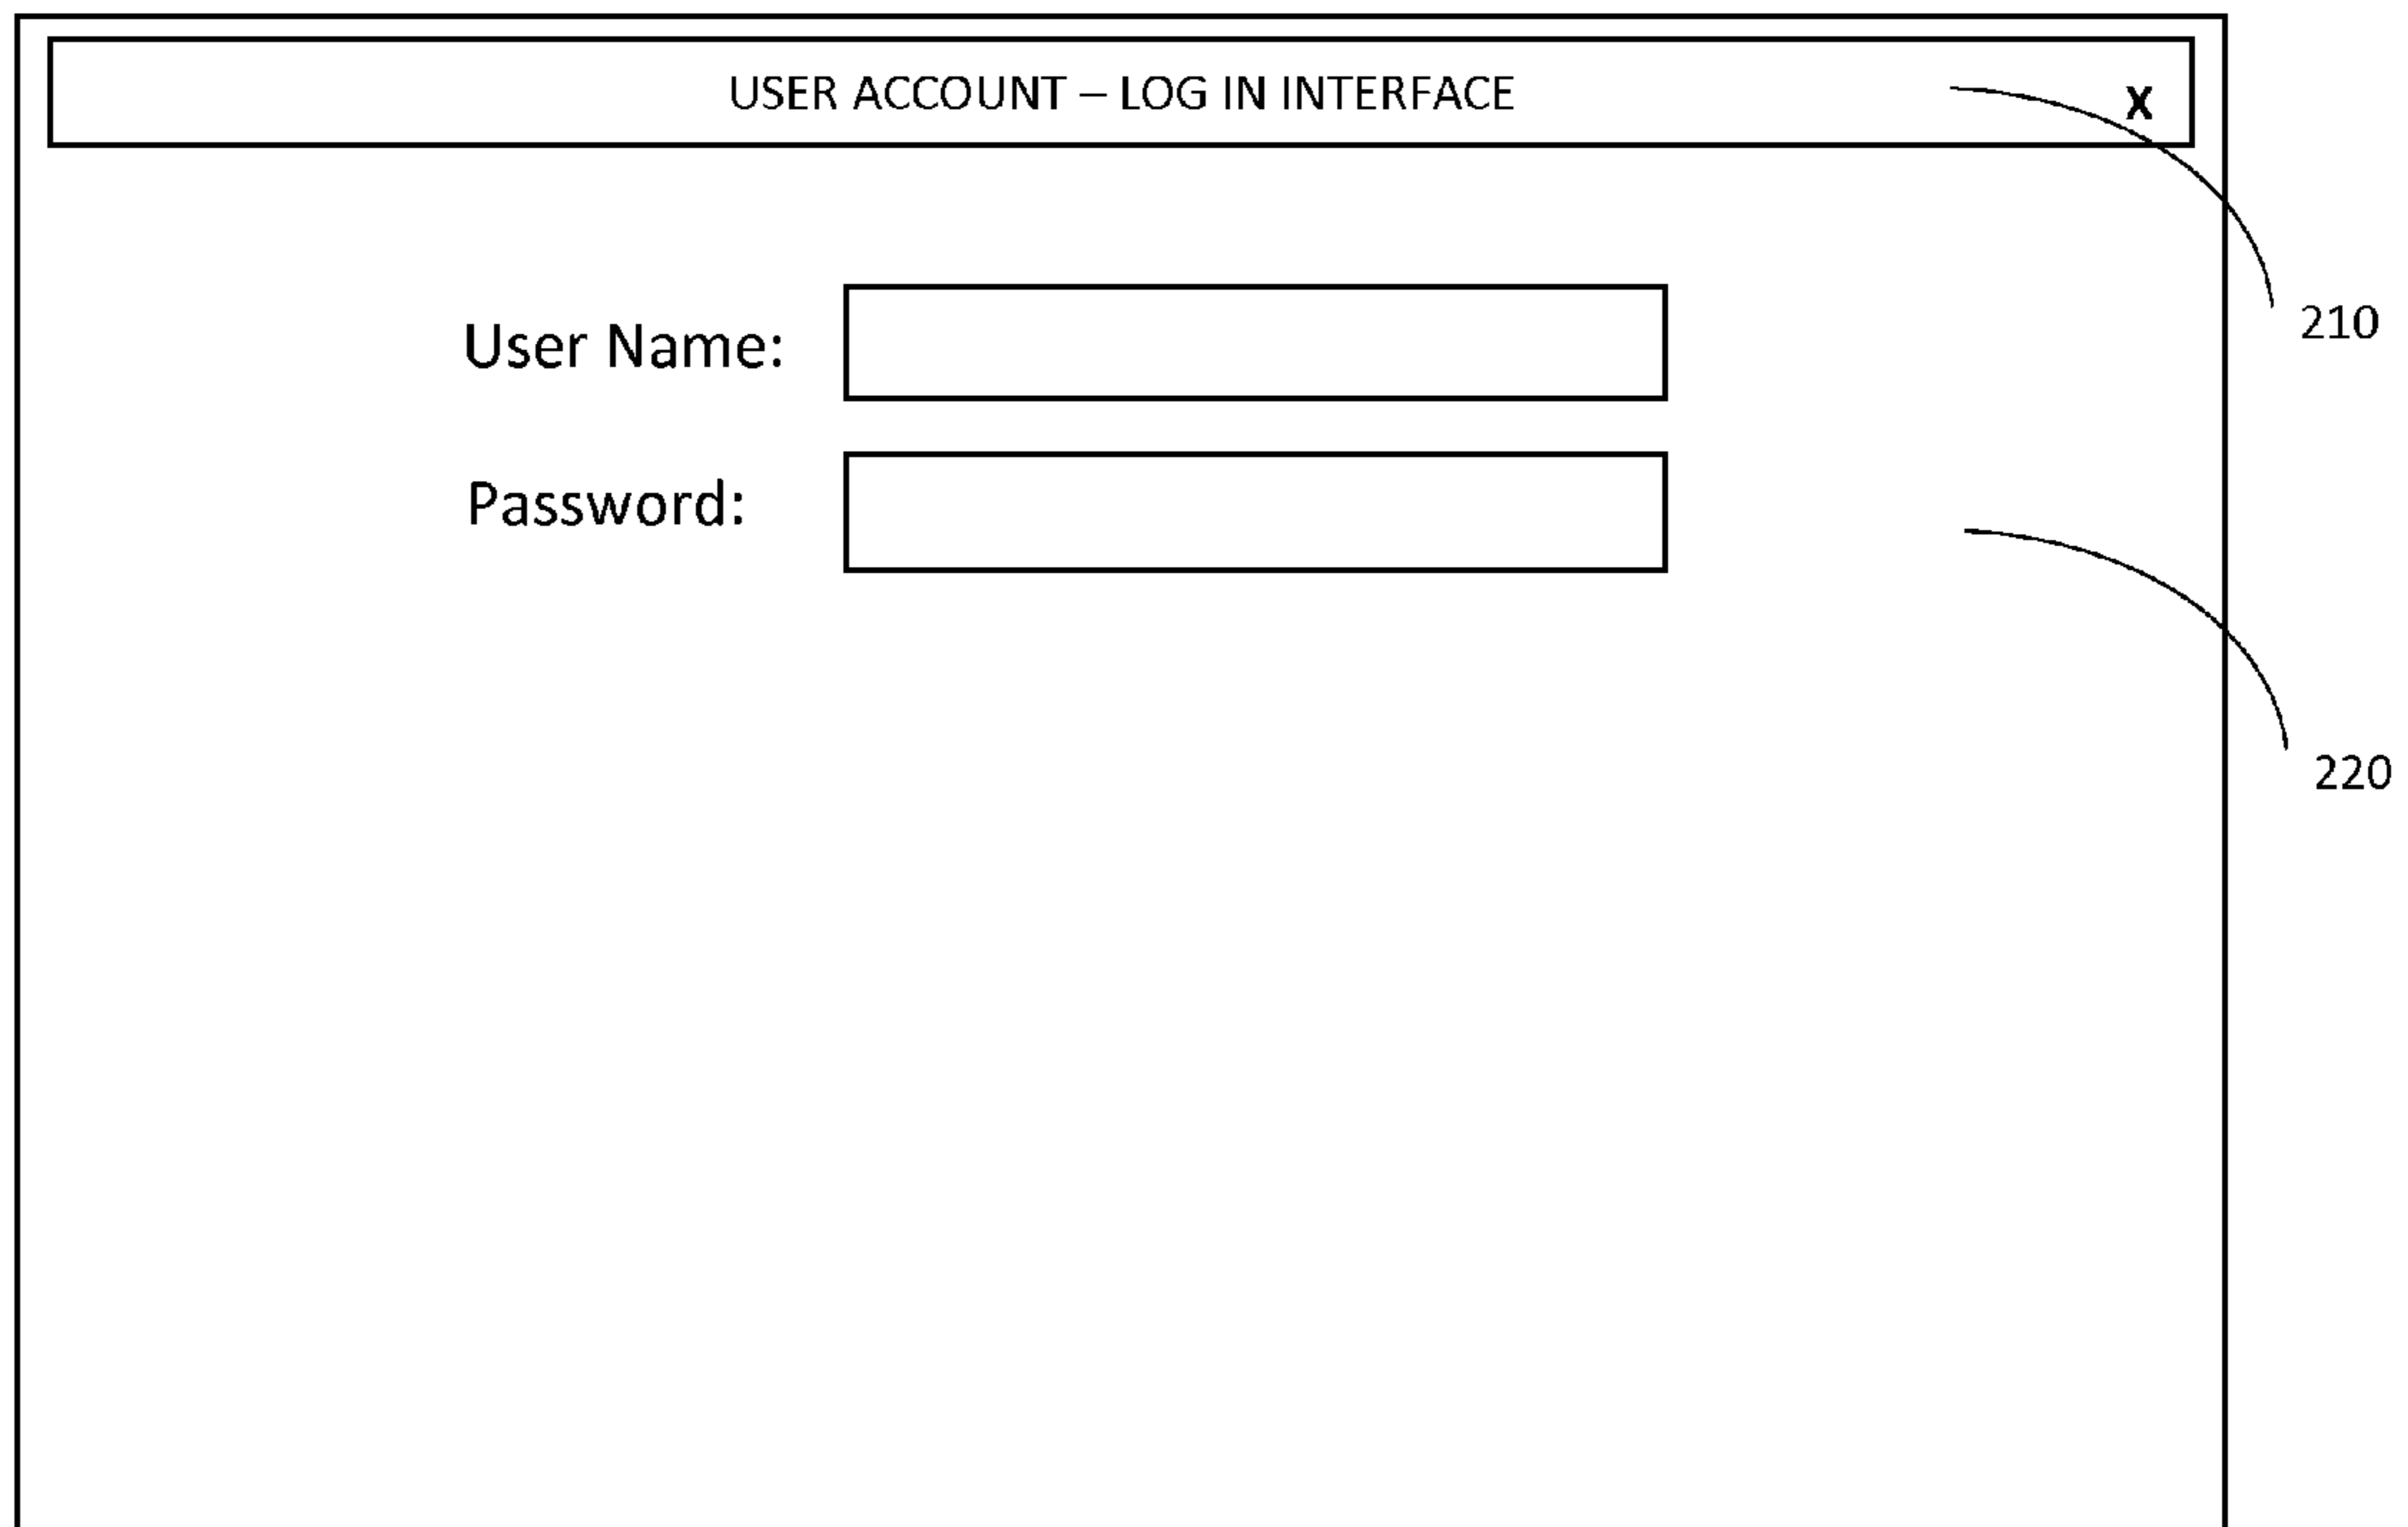 USER ACCOUNT – LOG IN INTERFACE X
User Name:
210
Password:
220